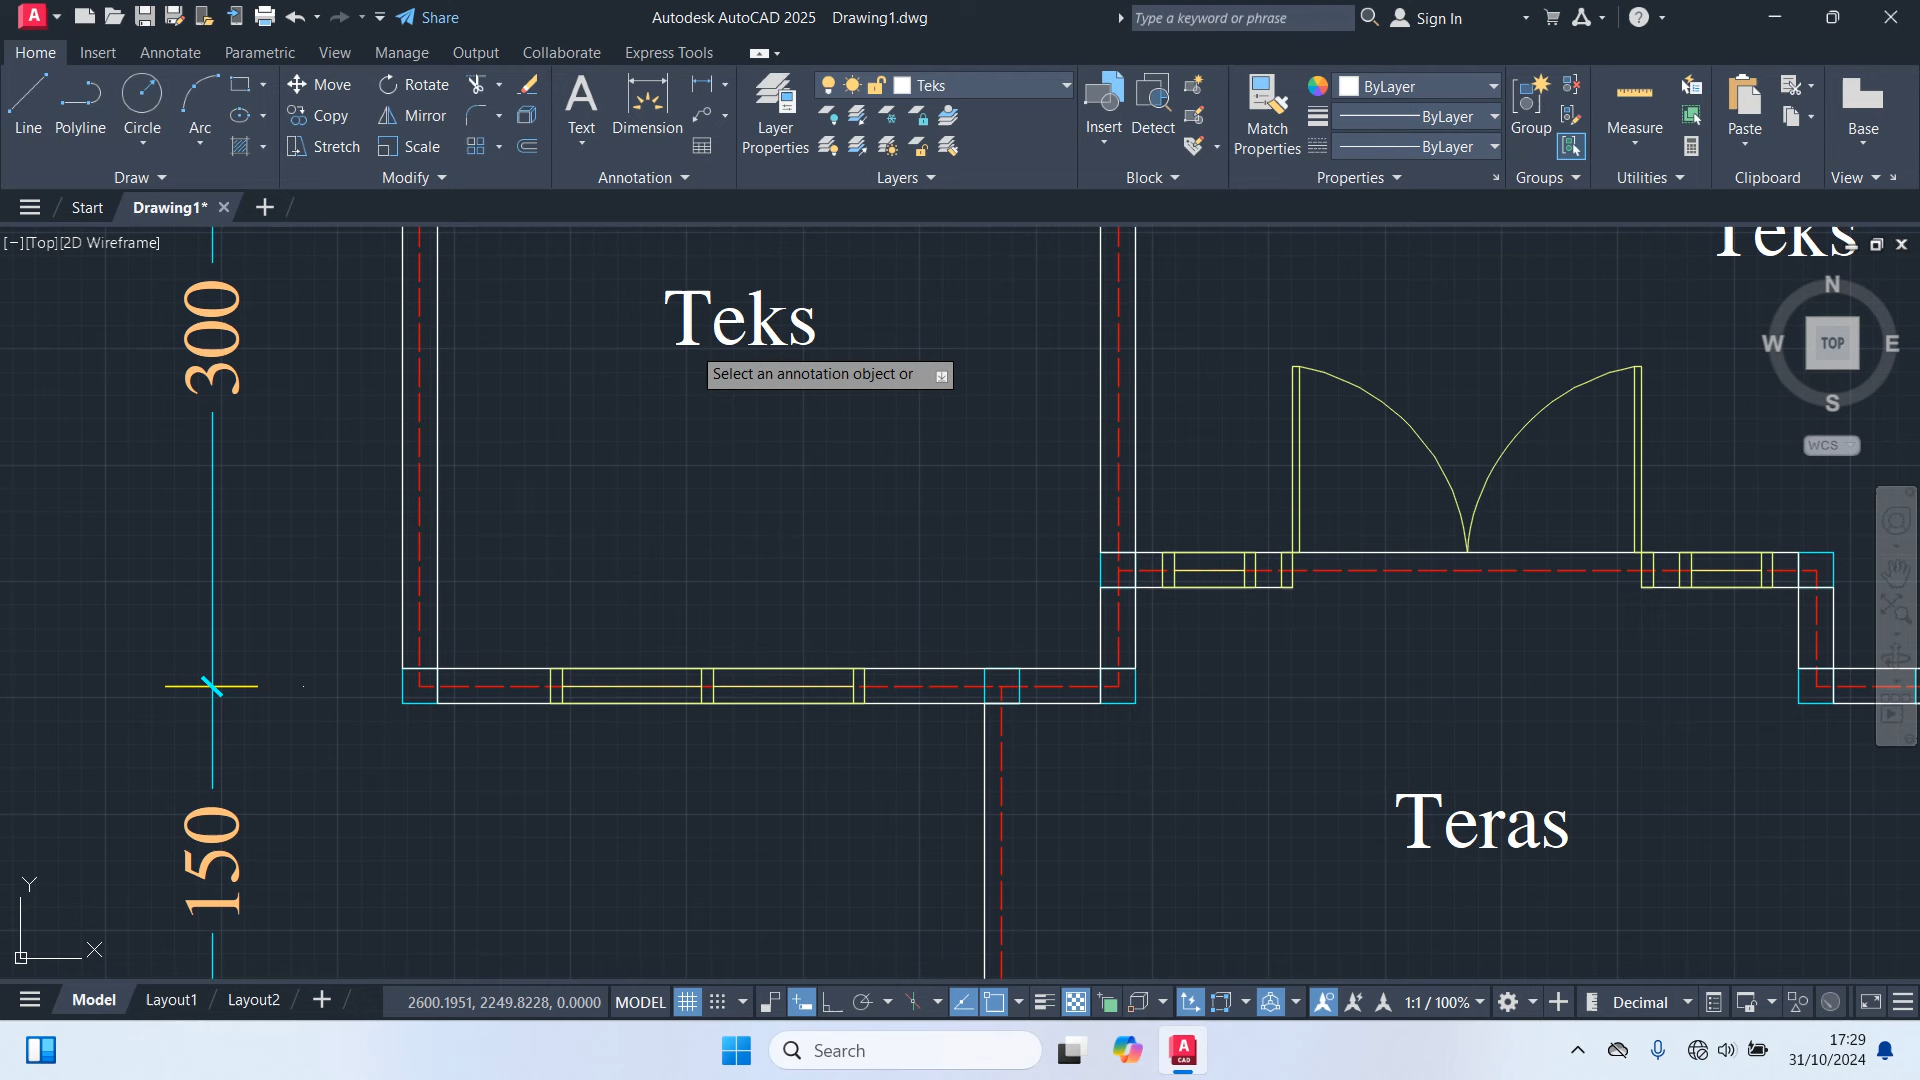 Share
Autodesk AutoCAD 2025 Drawing1.dwg
Type a keyword or phrase
Sign In
Home Insert Annotate Parametric View Manage Output Collaborate Express Tools
Line Polyline Circle Arc
Move Rotate
Copy Mirror
Stretch Scale
Text Dimension
Layer Properties
Teks
Insert Detect
Match Properties
ByLayer
ByLayer
ByLayer
Group
Measure
Paste
Base
Draw Modify Annotation Layers Block Properties Groups Utilities Clipboard View
Start Drawing1*
[−][Top][2D Wireframe]
Teks
N
W TOP E
S
WCS
300
Teks
Select an annotation object or
Teras
150
Y
X
Model Layout1 Layout2
2600.1951, 2249.8228, 0.0000 MODEL
1:1 / 100%
Decimal
Search
A
CAD
17:29
31/10/2024